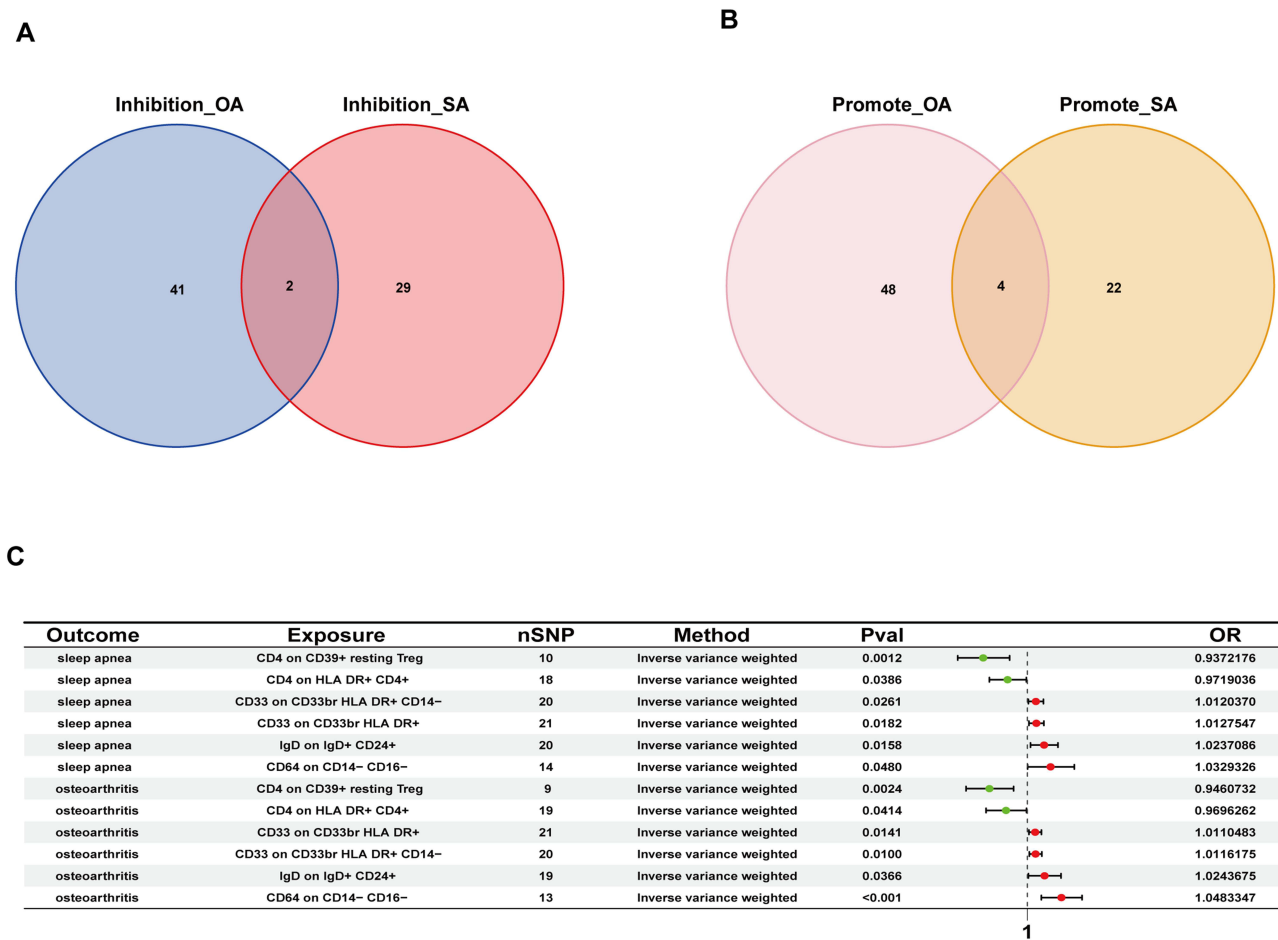 A
B
Inhibition_OA Inhibition_SA
Promote_OA Promote_SA
41 2 29
48 4 22
C
Outcome Exposure nSNP Method Pval OR
sleep apnea CD4 on CD39+ resting Treg 10 Inverse variance weighted 0.0012 0.9372176
sleep apnea CD4 on HLA DR+ CD4+ 18 Inverse variance weighted 0.0386 0.9719036
sleep apnea CD33 on CD33br HLA DR+ CD14− 20 Inverse variance weighted 0.0261 1.0120370
sleep apnea CD33 on CD33br HLA DR+ 21 Inverse variance weighted 0.0182 1.0127547
sleep apnea IgD on IgD+ CD24+ 20 Inverse variance weighted 0.0158 1.0237086
sleep apnea CD64 on CD14− CD16− 14 Inverse variance weighted 0.0480 1.0329326
osteoarthritis CD4 on CD39+ resting Treg 9 Inverse variance weighted 0.0024 0.9460732
osteoarthritis CD4 on HLA DR+ CD4+ 19 Inverse variance weighted 0.0414 0.9696262
osteoarthritis CD33 on CD33br HLA DR+ 21 Inverse variance weighted 0.0141 1.0110483
osteoarthritis CD33 on CD33br HLA DR+ CD14− 20 Inverse variance weighted 0.0100 1.0116175
osteoarthritis IgD on IgD+ CD24+ 19 Inverse variance weighted 0.0366 1.0243675
osteoarthritis CD64 on CD14− CD16− 13 Inverse variance weighted <0.001 1.0483347
1